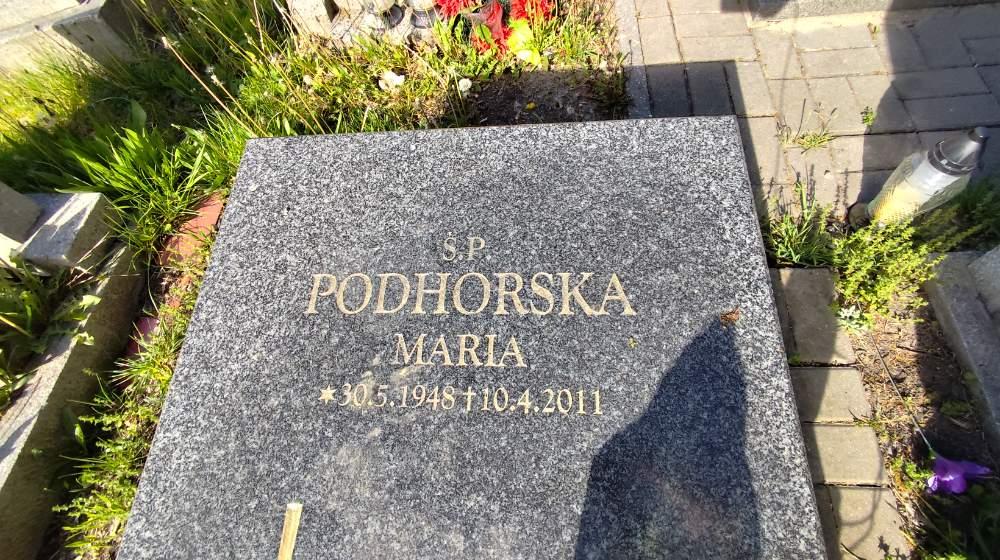 Ś.P.
PODHORSKA
MARIA
*30.5.1948 †10.4.2011